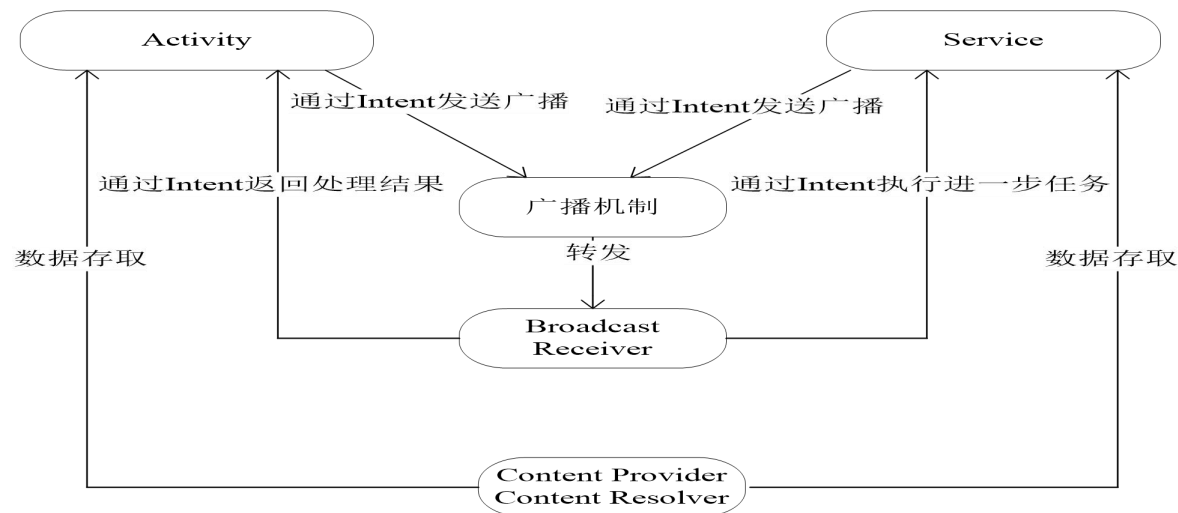 Activity
Service
通过Intent发送广播
通过Intent发送广播
通过Intent返回处理结果
通过Intent执行进一步任务
广播机制
数据存取
转发
数据存取
Broadcast
Receiver
Content Provider
Content Resolver